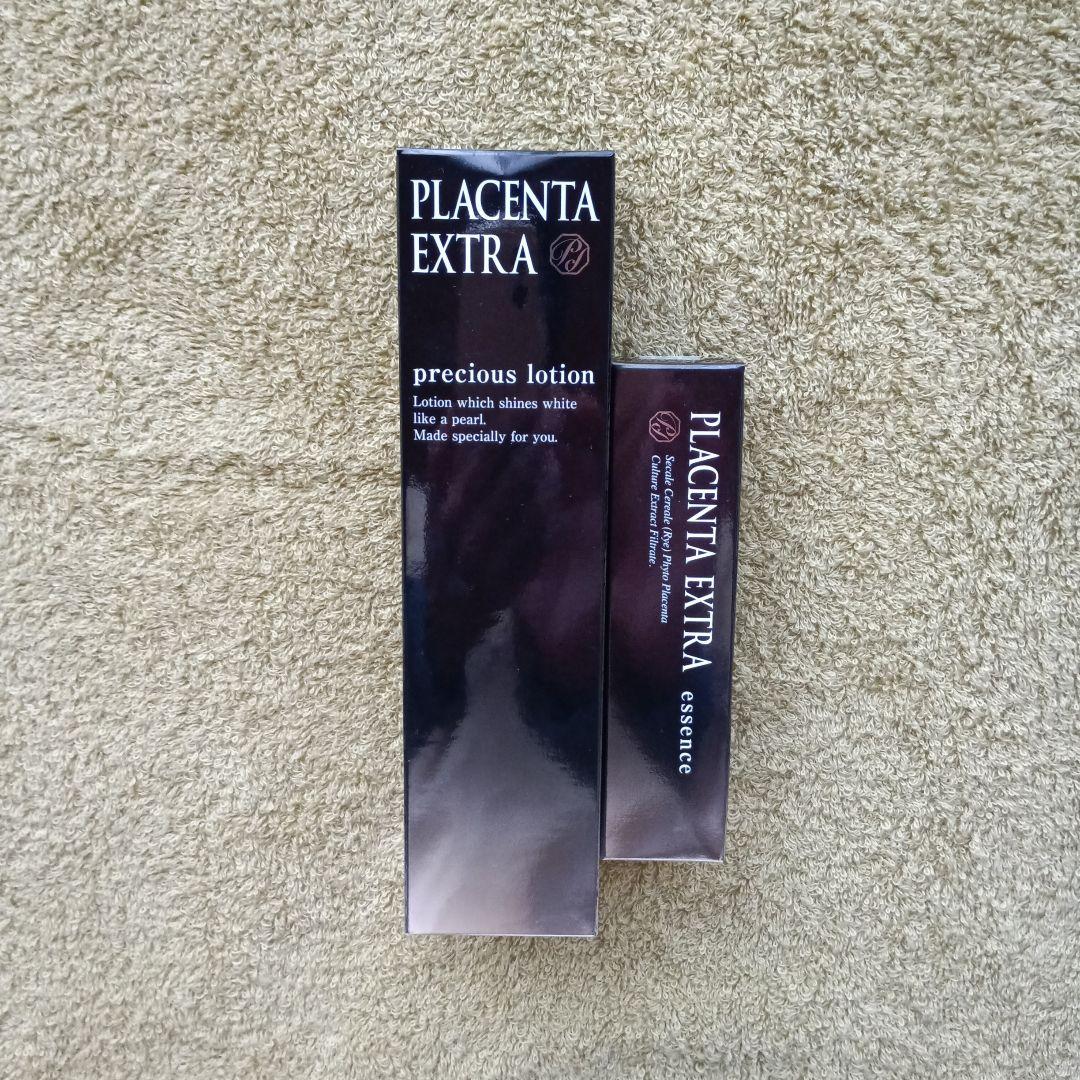 PLACENTA
EXTRA
precious lotion
Lotion which shines white
like a pearl.
Made specially for you.
PLACENTA EXTRA essence
Secale Cereale (Rye) Phyto Placenta
Culture Extract Filtrate.